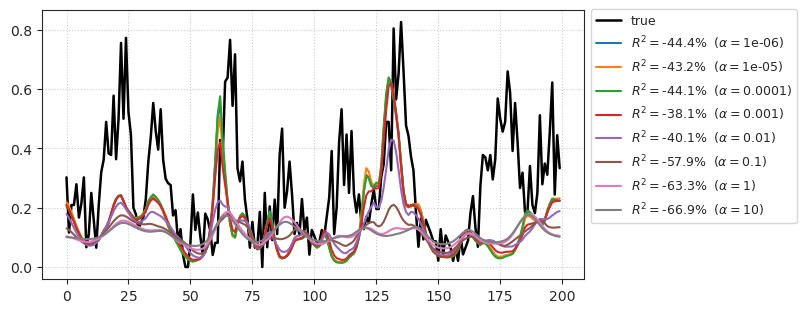 0.8
0.6
0.4
0.2
0.0
0 25 50 75 100 125 150 175 200
true
R² = -44.4% (α = 1e-06)
R² = -43.2% (α = 1e-05)
R² = -44.1% (α = 0.0001)
R² = -38.1% (α = 0.001)
R² = -40.1% (α = 0.01)
R² = -57.9% (α = 0.1)
R² = -63.3% (α = 1)
R² = -66.9% (α = 10)